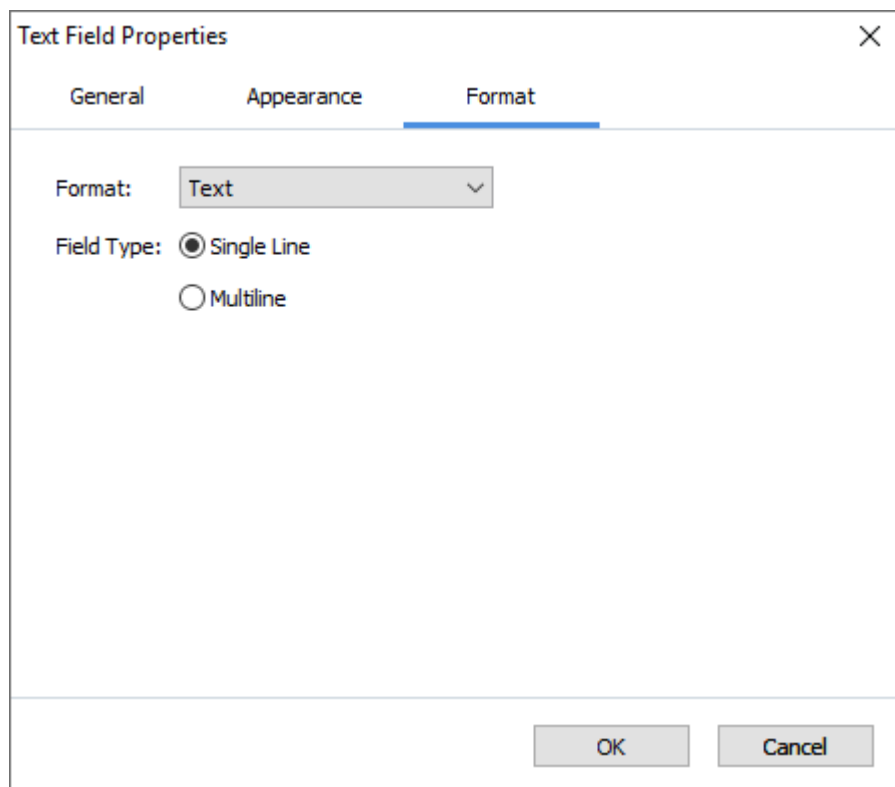 Text Field Properties
General Appearance Format
Format: Text
Field Type: Single Line
Multiline
OK Cancel